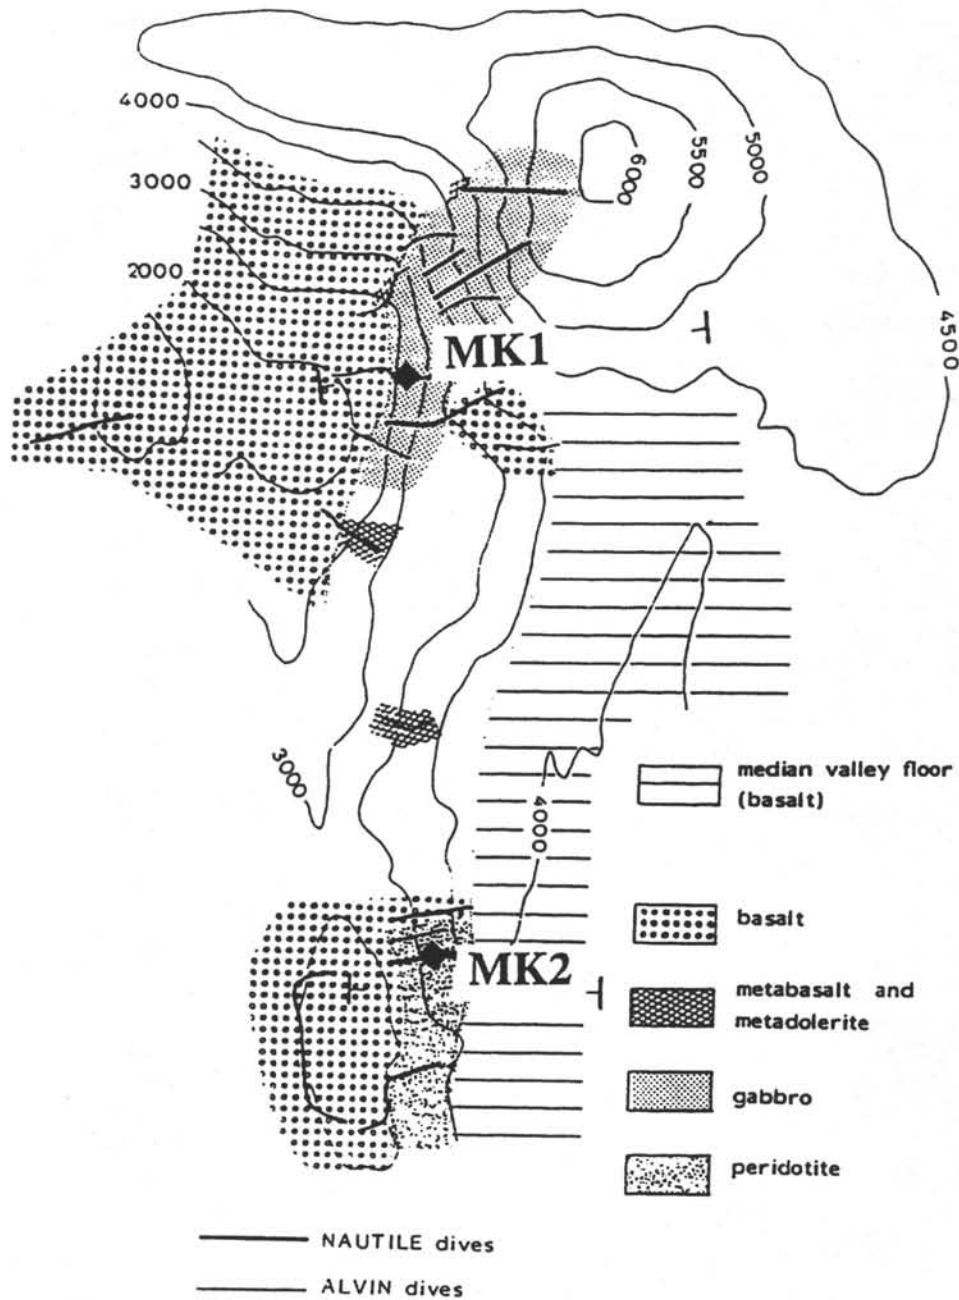 4000
3000
2000
6000
5500
5000
4500
MK1
3000
4000
median valley floor
(basalt)
basalt
MK2
metabasalt and
metadolerite
gabbro
peridotite
NAUTILE dives
ALVIN dives